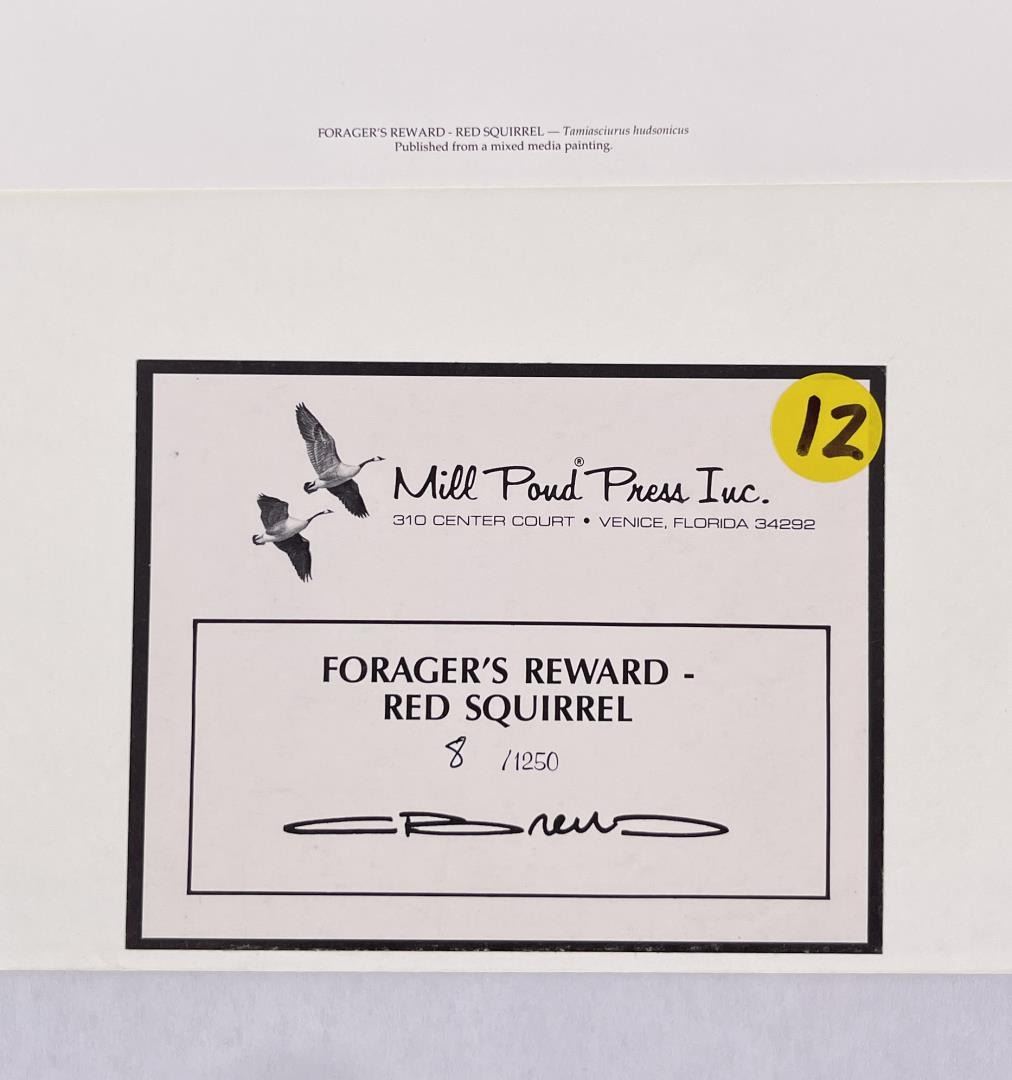 FORAGER'S REWARD - RED SQUIRREL — Tamiasciurus hudsonicus
Published from a mixed media painting.
12
Mill Pond® Press Inc.
310 CENTER COURT • VENICE, FLORIDA 34292
FORAGER'S REWARD -
RED SQUIRREL
8 /1250